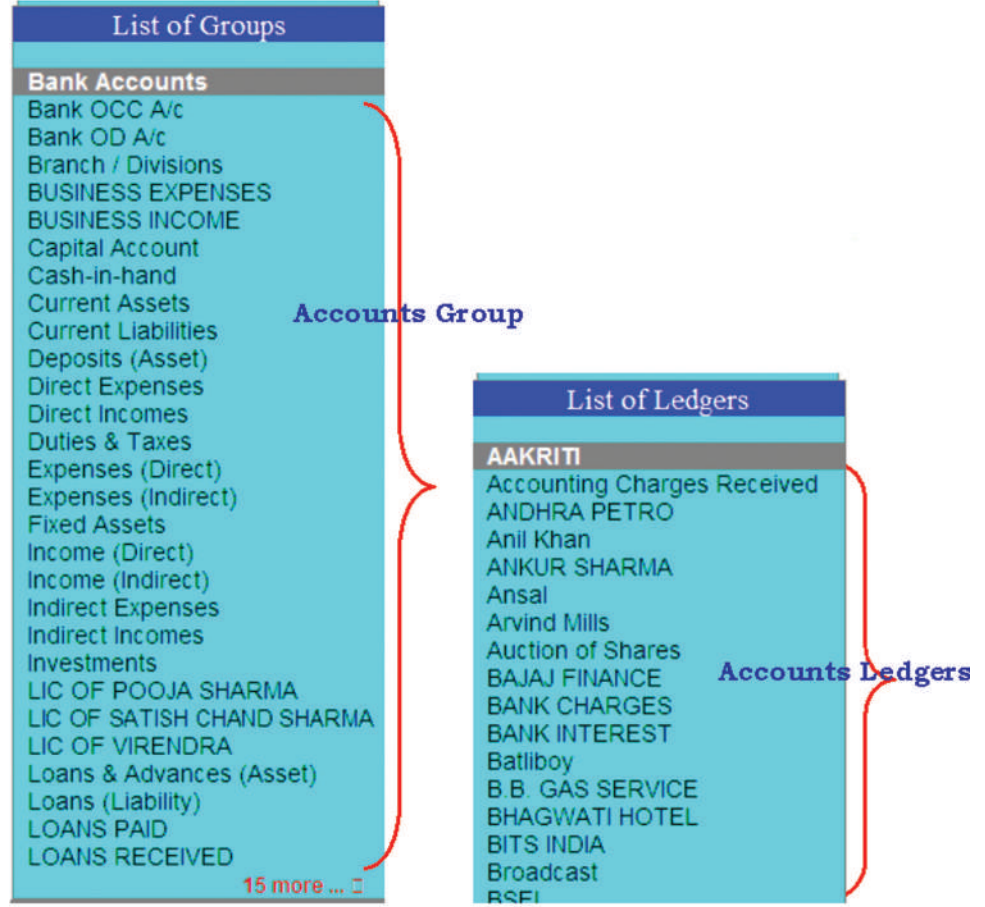 List of Groups
Bank Accounts
Bank OCC A/c
Bank OD A/c
Branch / Divisions
BUSINESS EXPENSES
BUSINESS INCOME
Capital Account
Cash-in-hand
Current Assets
Current Liabilities
Deposits (Asset)
Direct Expenses
Direct Incomes
Duties & Taxes
Expenses (Direct)
Expenses (Indirect)
Fixed Assets
Income (Direct)
Income (Indirect)
Indirect Expenses
Indirect Incomes
Investments
LIC OF POOJA SHARMA
LIC OF SATISH CHAND SHARMA
LIC OF VIRENDRA
Loans & Advances (Asset)
Loans (Liability)
LOANS PAID
LOANS RECEIVED
15 more ...
Accounts Group
List of Ledgers
AAKRITI
Accounting Charges Received
ANDHRA PETRO
Anil Khan
ANKUR SHARMA
Ansal
Arvind Mills
Auction of Shares
BAJAJ FINANCE
BANK CHARGES
BANK INTEREST
Batliboy
B.B. GAS SERVICE
BHAGWATI HOTEL
BITS INDIA
Broadcast
Accounts Ledgers